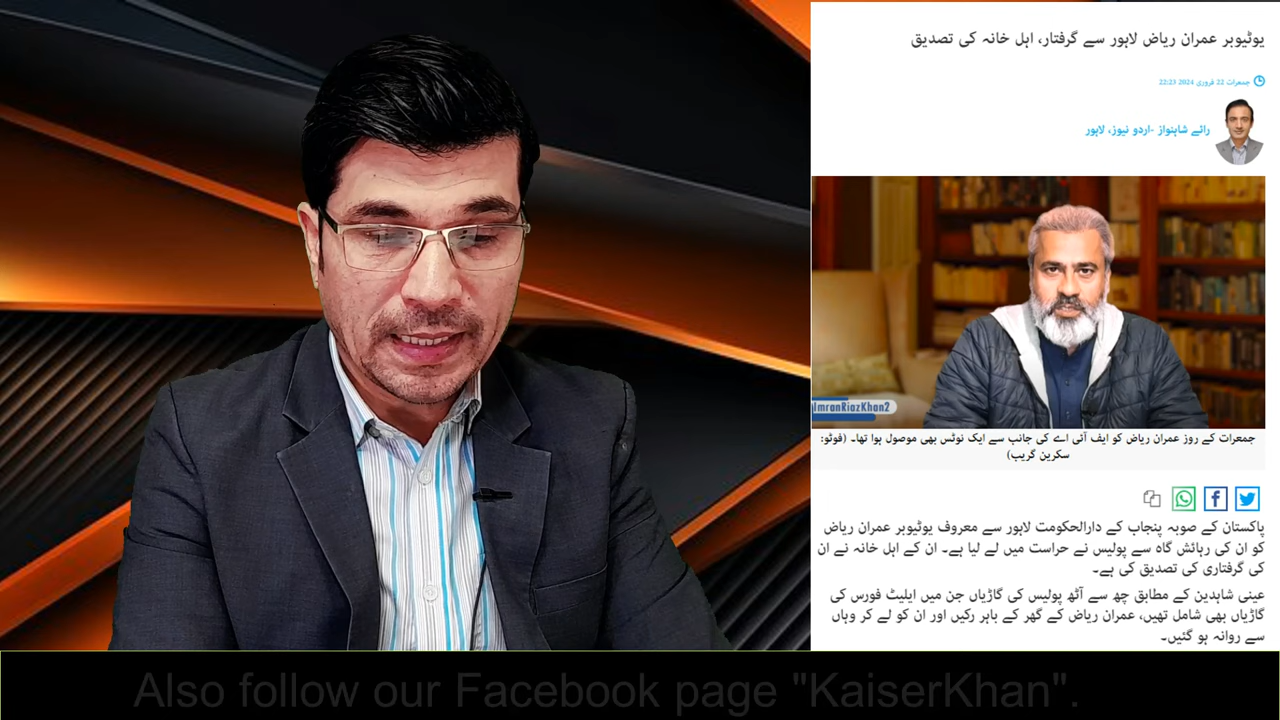 یوٹیوبر عمران ریاض لاہور سے گرفتار، اہل خانہ کی تصدیق
جمعرات 22 فروری 2024 22:23
رائے شاہنواز -اردو نیوز، لاہور
ImranRiazKhan2
جمعرات کے روز عمران ریاض کو ایف آئی اے کی جانب سے ایک نوٹس بھی موصول ہوا تھا۔ (فوٹو:
سکرین گریب)
پاکستان کے صوبہ پنجاب کے دارالحکومت لاہور سے معروف یوٹیوبر عمران ریاض
کو ان کی رہائش گاہ سے پولیس نے حراست میں لے لیا ہے۔ ان کے اہل خانہ نے ان
کی گرفتاری کی تصدیق کی ہے۔
عینی شاہدین کے مطابق چھ سے آٹھ پولیس کی گاڑیاں جن میں ایلیٹ فورس کی
گاڑیاں بھی شامل تھیں، عمران ریاض کے گھر کے باہر رکیں اور ان کو لے کر وہاں
سے روانہ ہو گئیں۔
Also follow our Facebook page "KaiserKhan".